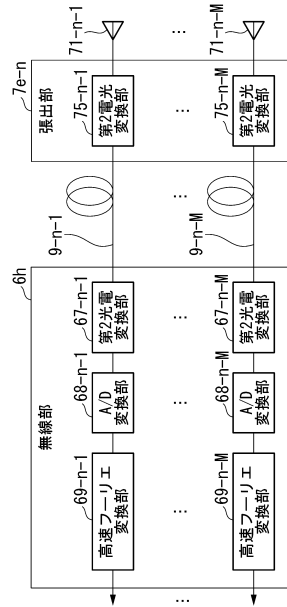 6h
無線部
69-n-1
高速フーリエ
変換部
68-n-1
A/D
変換部
67-n-1
第2光電
変換部
9-n-1
7e-n
張出部
75-n-1
第2電光
変換部
71-n-1
…
…
…
…
…
…
…
69-n-M
高速フーリエ
変換部
68-n-M
A/D
変換部
67-n-M
第2光電
変換部
9-n-M
75-n-M
第2電光
変換部
71-n-M